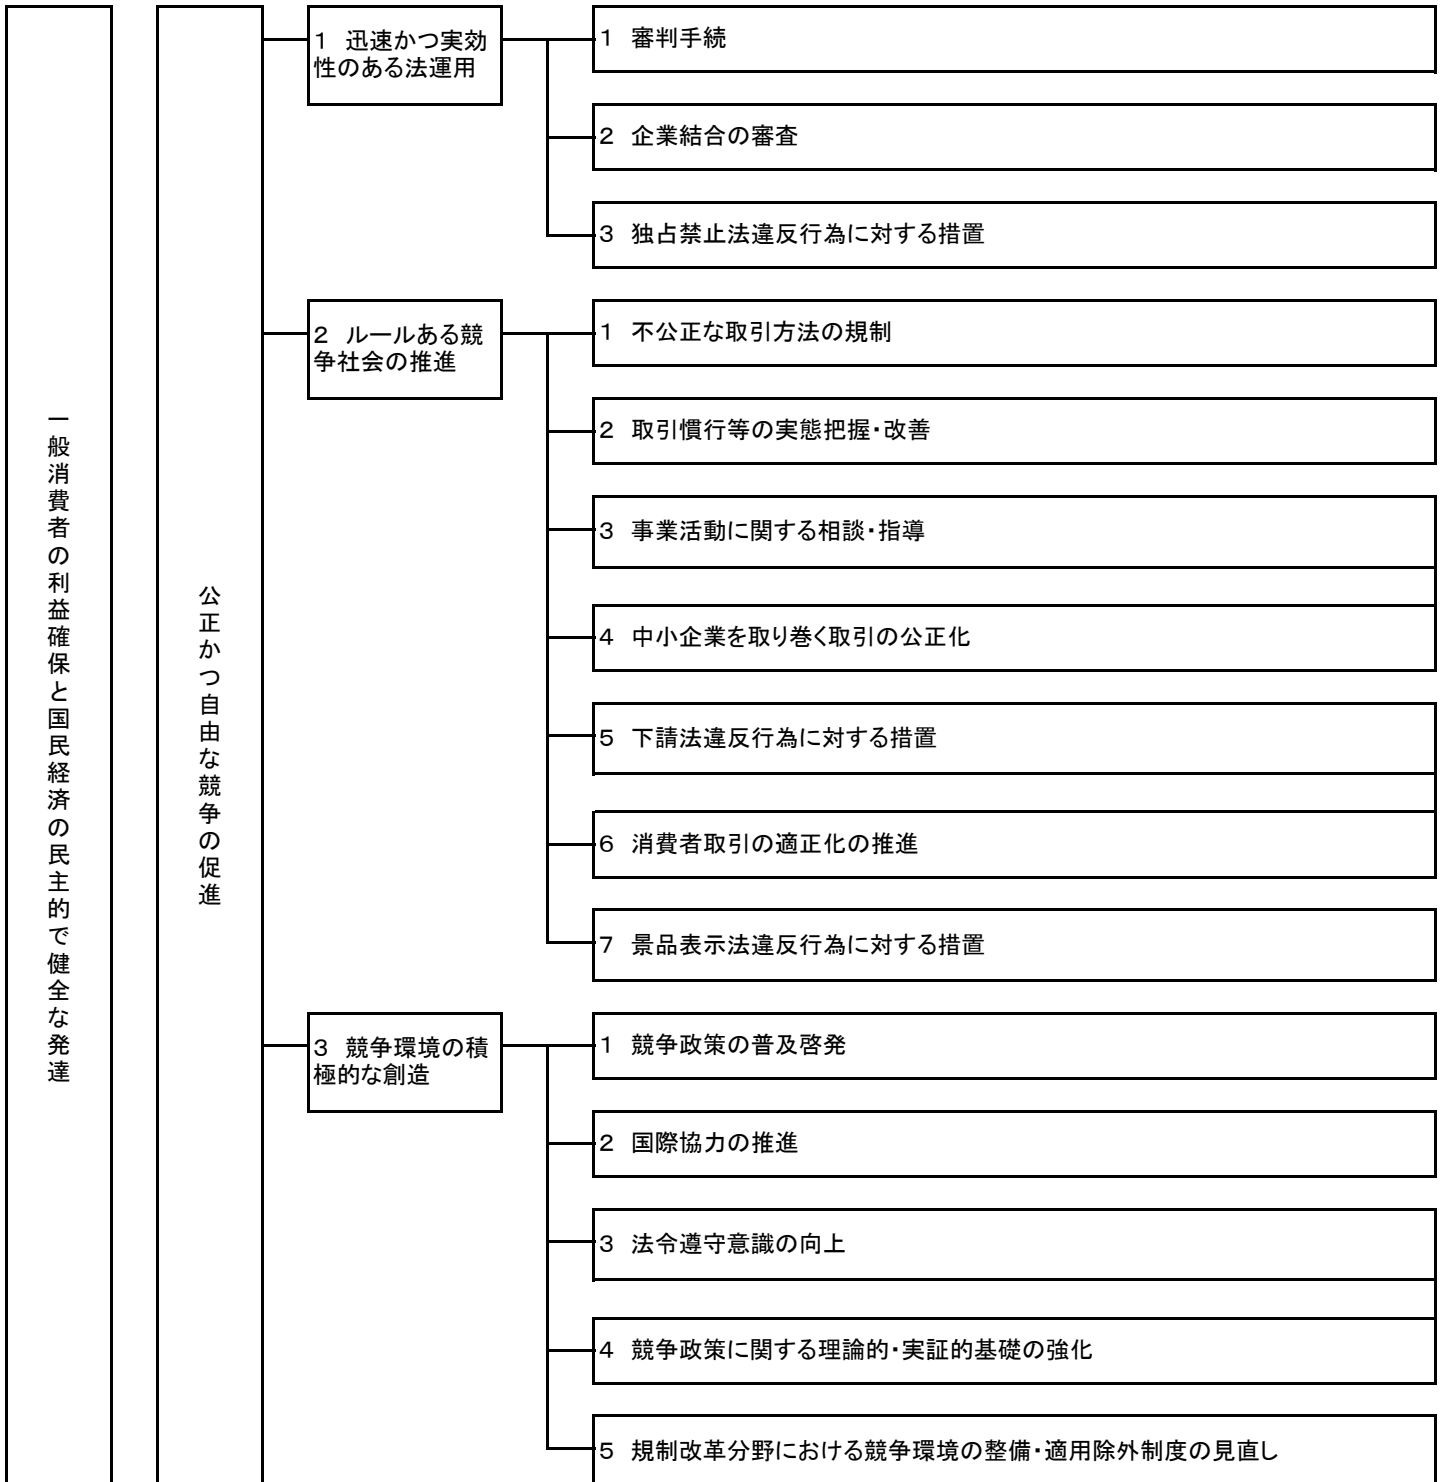 一般消費者の利益確保と国民経済の民主的で健全な発達
公正かつ自由な競争の促進
1　迅速かつ実効
性のある法運用
1　審判手続
2　企業結合の審査
3　独占禁止法違反行為に対する措置
2　ルールある競
争社会の推進
1　不公正な取引方法の規制
2　取引慣行等の実態把握・改善
3　事業活動に関する相談・指導
4　中小企業を取り巻く取引の公正化
5　下請法違反行為に対する措置
6　消費者取引の適正化の推進
7　景品表示法違反行為に対する措置
3　競争環境の積
極的な創造
1　競争政策の普及啓発
2　国際協力の推進
3　法令遵守意識の向上
4　競争政策に関する理論的・実証的基礎の強化
5　規制改革分野における競争環境の整備・適用除外制度の見直し